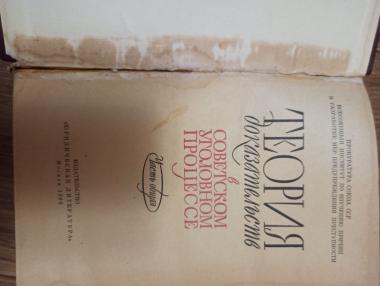 ПРОКУРАТУРА СОЮЗА ССР
ВСЕСОЮЗНЫЙ ИНСТИТУТ ПО ИЗУЧЕНИЮ ПРИЧИН
И РАЗРАБОТКЕ МЕР ПРЕДУПРЕЖДЕНИЯ ПРЕСТУПНОСТИ
ТЕОРИЯ
доказательств
в
СОВЕТСКОМ
УГОЛОВНОМ
ПРОЦЕССЕ
Часть общая
ИЗДАТЕЛЬСТВО
«ЮРИДИЧЕСКАЯ ЛИТЕРАТУРА»
Москва